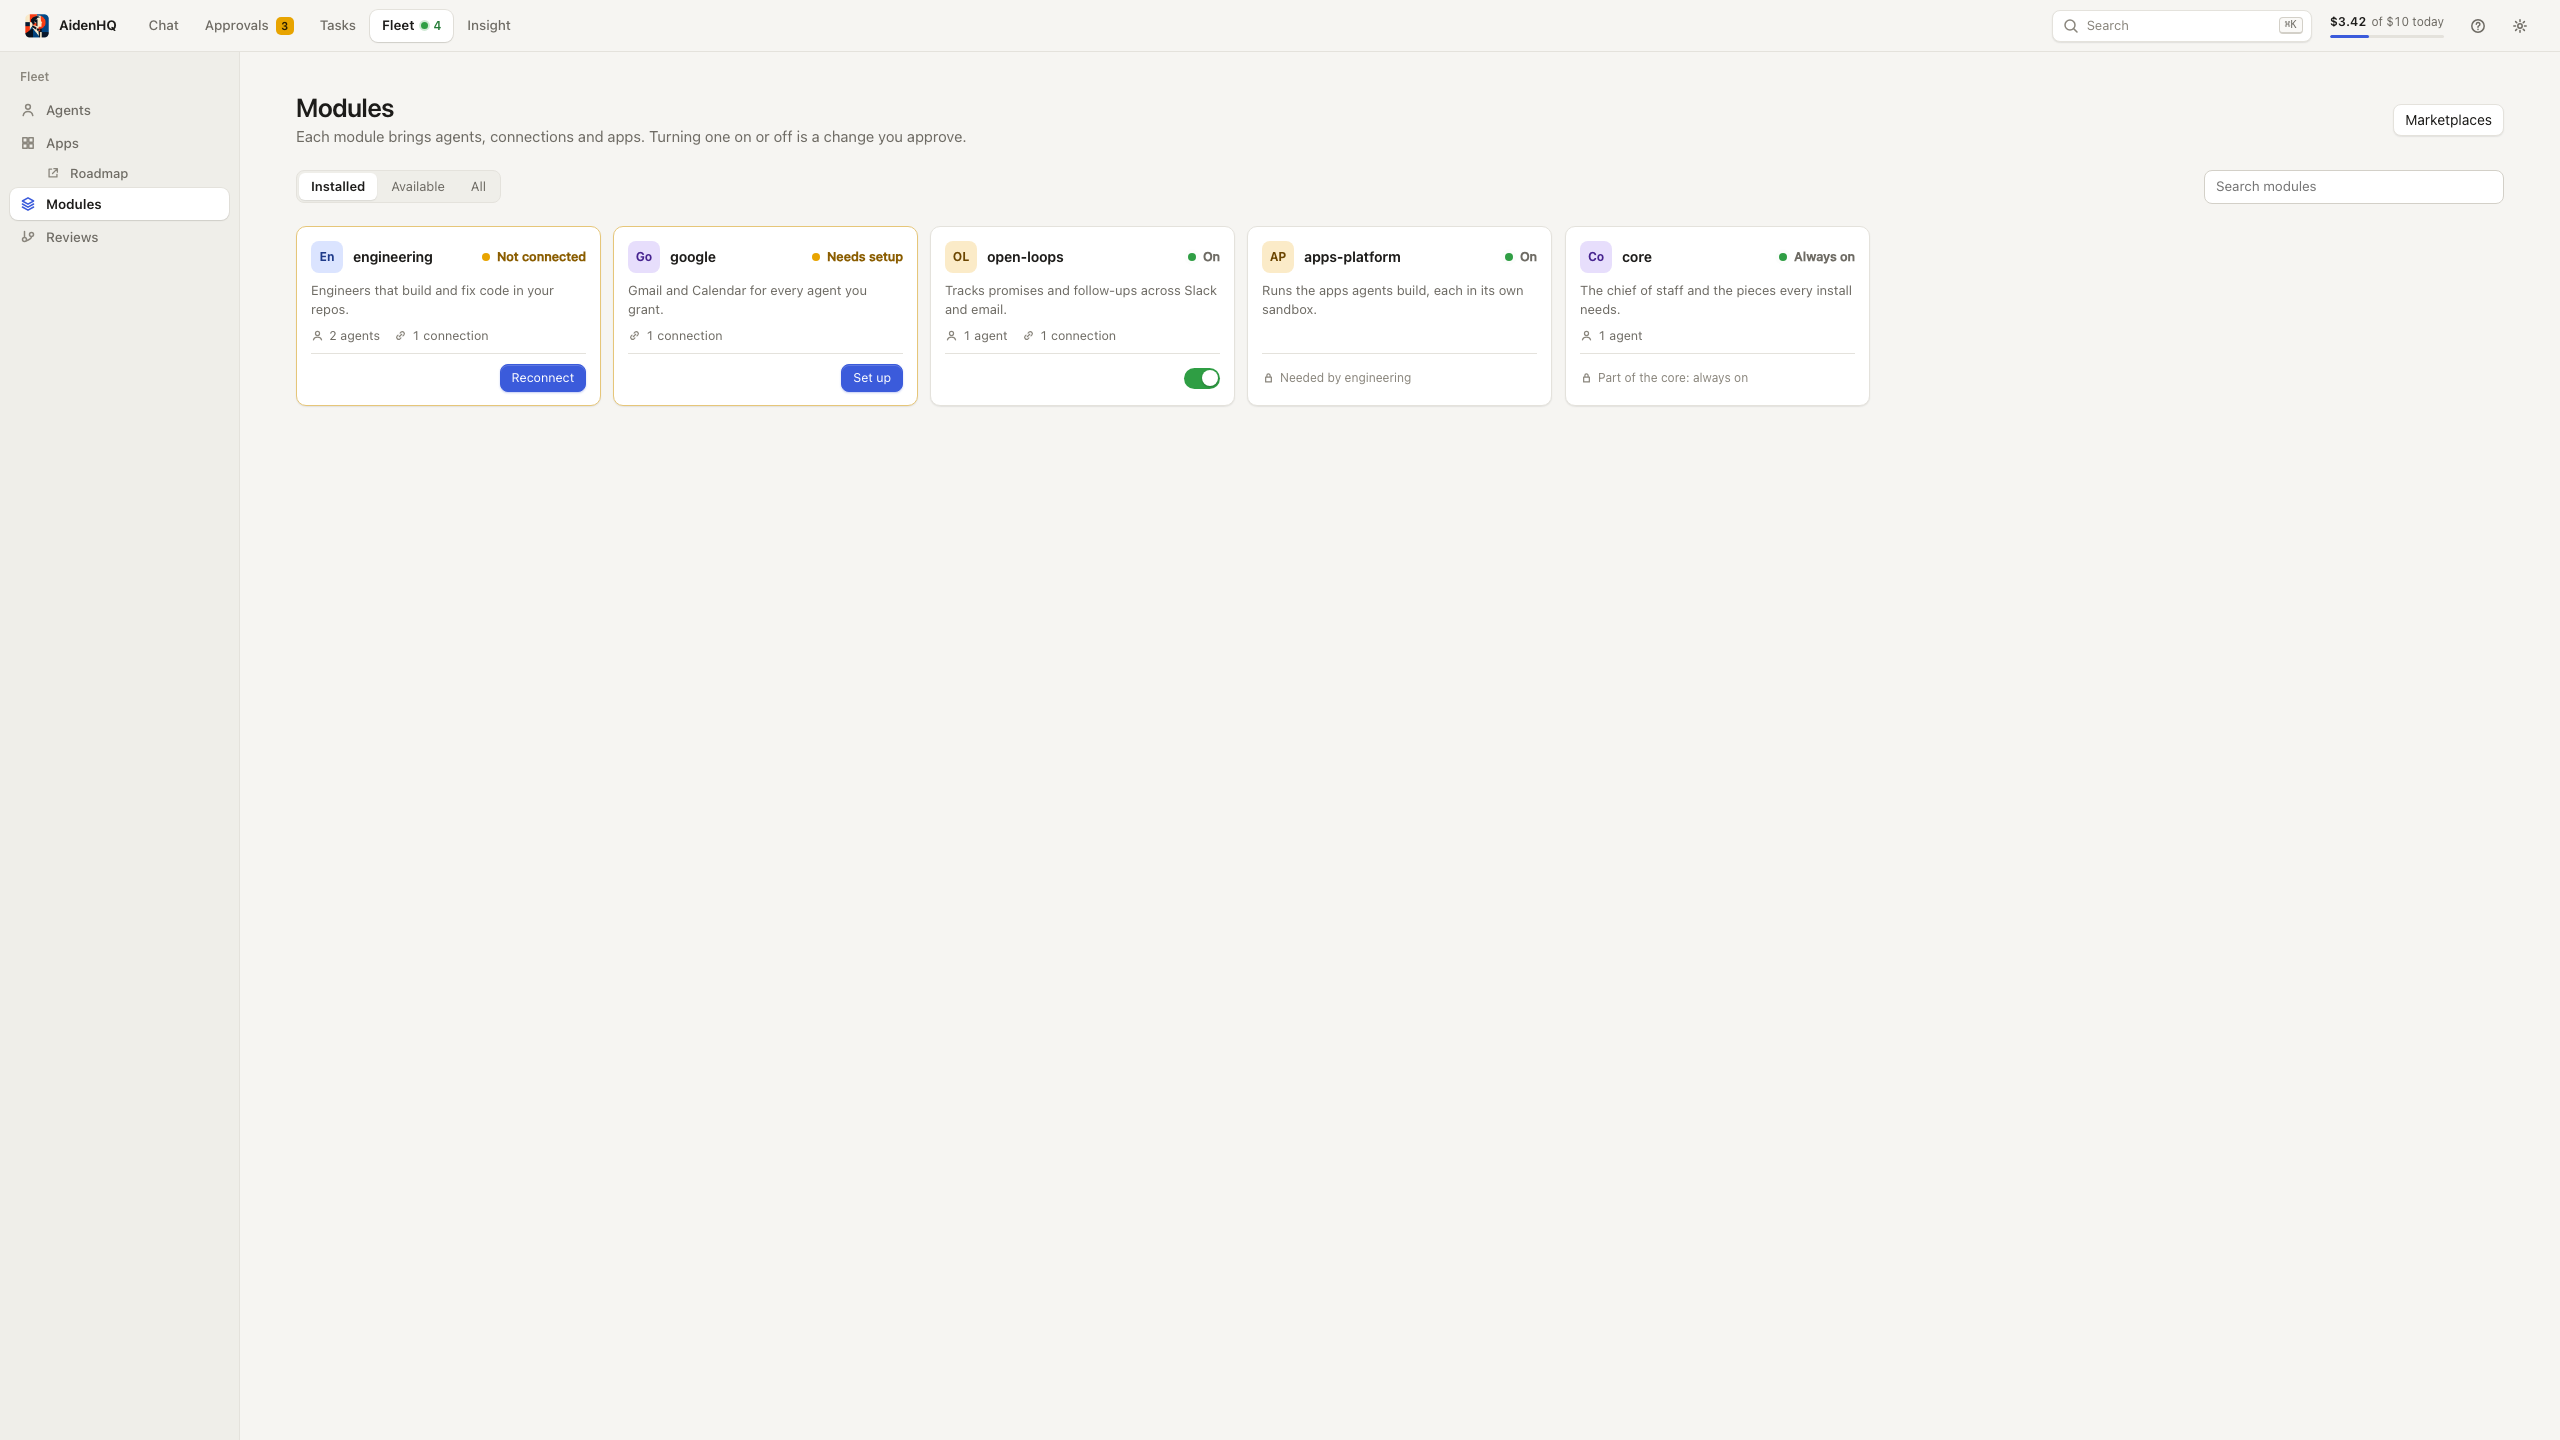 AidenHQ
Chat
Approvals 3
Tasks
Fleet 4
Insight
Search ⌘K
$3.42 of $10 today
Fleet
Agents
Apps
Roadmap
Modules
Reviews
Modules
Each module brings agents, connections and apps. Turning one on or off is a change you approve.
Marketplaces
Installed
Available
All
Search modules
En engineering Not connected
Engineers that build and fix code in your
repos.
2 agents 1 connection
Reconnect
Go google Needs setup
Gmail and Calendar for every agent you
grant.
1 connection
Set up
OL open-loops On
Tracks promises and follow-ups across Slack
and email.
1 agent 1 connection
AP apps-platform On
Runs the apps agents build, each in its own
sandbox.
Needed by engineering
Co core Always on
The chief of staff and the pieces every install
needs.
1 agent
Part of the core: always on